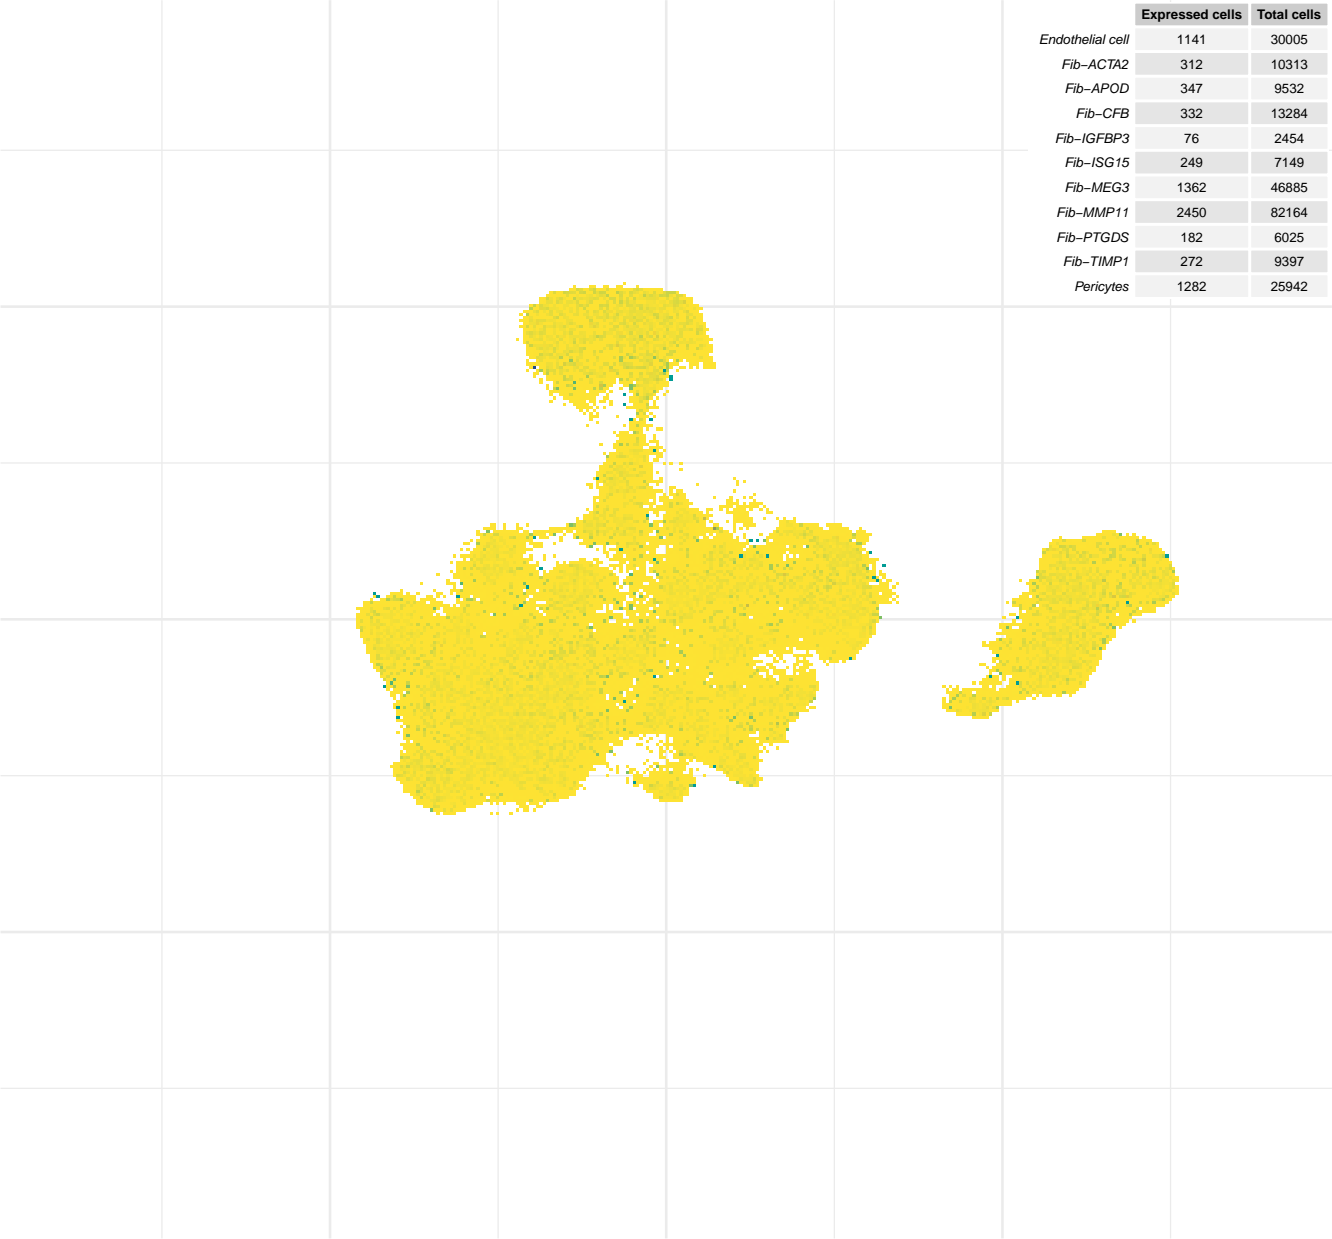 Expressed cells Total cells
Endothelial cell 1141 30005
Fib−ACTA2 312 10313
Fib−APOD 347 9532
Fib−CFB 332 13284
Fib−IGFBP3 76 2454
Fib−ISG15 249 7149
Fib−MEG3 1362 46885
Fib−MMP11 2450 82164
Fib−PTGDS 182 6025
Fib−TIMP1 272 9397
Pericytes 1282 25942